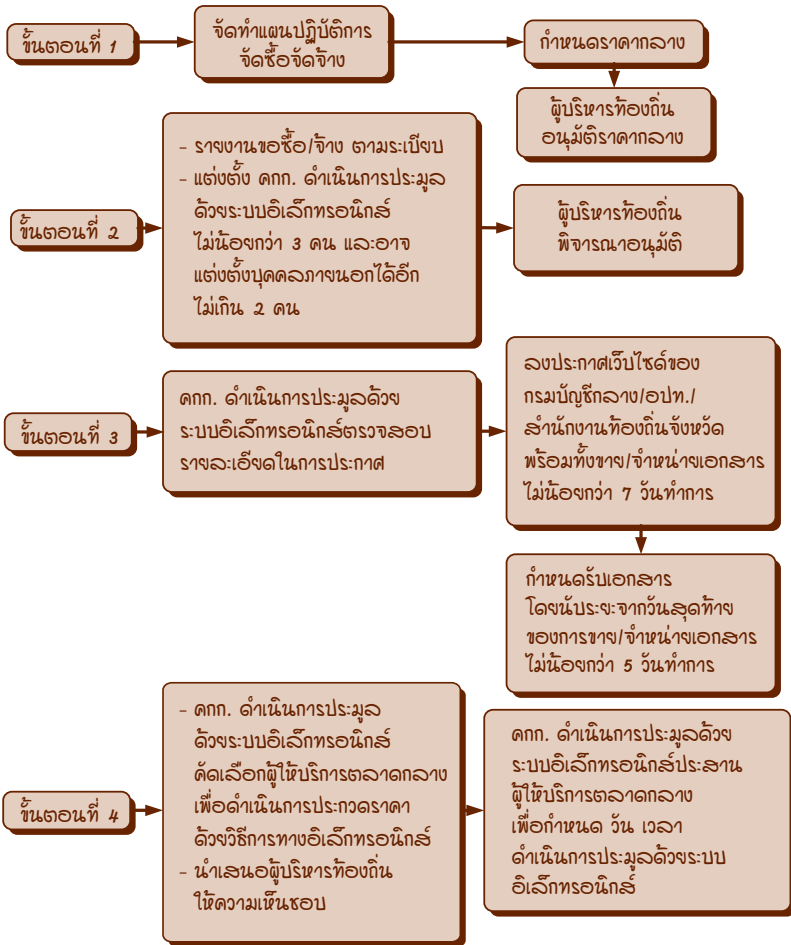 ขั้นตอนที่ 1
จัดทำแผนปฏิบัติการ
จัดซื้อจัดจ้าง
กำหนดราคากลาง
ผู้บริหารท้องถิ่น
อนุมัติราคากลาง
ขั้นตอนที่ 2
- รายงานขอซื้อ/จ้าง ตามระเบียบ
- แต่งตั้ง คกก. ดำเนินการประมูล
ด้วยระบบอิเล็กทรอนิกส์
ไม่น้อยกว่า 3 คน และอาจ
แต่งตั้งบุคคลภายนอกได้อีก
ไม่เกิน 2 คน
ผู้บริหารท้องถิ่น
พิจารณาอนุมัติ
ขั้นตอนที่ 3
คกก. ดำเนินการประมูลด้วย
ระบบอิเล็กทรอนิกส์ตรวจสอบ
รายละเอียดในการประกาศ
ลงประกาศเว็บไซด์ของ
กรมบัญชีกลาง/อปท./
สำนักงานท้องถิ่นจังหวัด
พร้อมทั้งขาย/จำหน่ายเอกสาร
ไม่น้อยกว่า 7 วันทำการ
กำหนดรับเอกสาร
โดยนับระยะจากวันสุดท้าย
ของการขาย/จำหน่ายเอกสาร
ไม่น้อยกว่า 5 วันทำการ
ขั้นตอนที่ 4
- คกก. ดำเนินการประมูล
ด้วยระบบอิเล็กทรอนิกส์
คัดเลือกผู้ให้บริการตลาดกลาง
เพื่อดำเนินการประกวดราคา
ด้วยวิธีการทางอิเล็กทรอนิกส์
- นำเสนอผู้บริหารท้องถิ่น
ให้ความเห็นชอบ
คกก. ดำเนินการประมูลด้วย
ระบบอิเล็กทรอนิกส์ประสาน
ผู้ให้บริการตลาดกลาง
เพื่อกำหนด วัน เวลา
ดำเนินการประมูลด้วยระบบ
อิเล็กทรอนิกส์